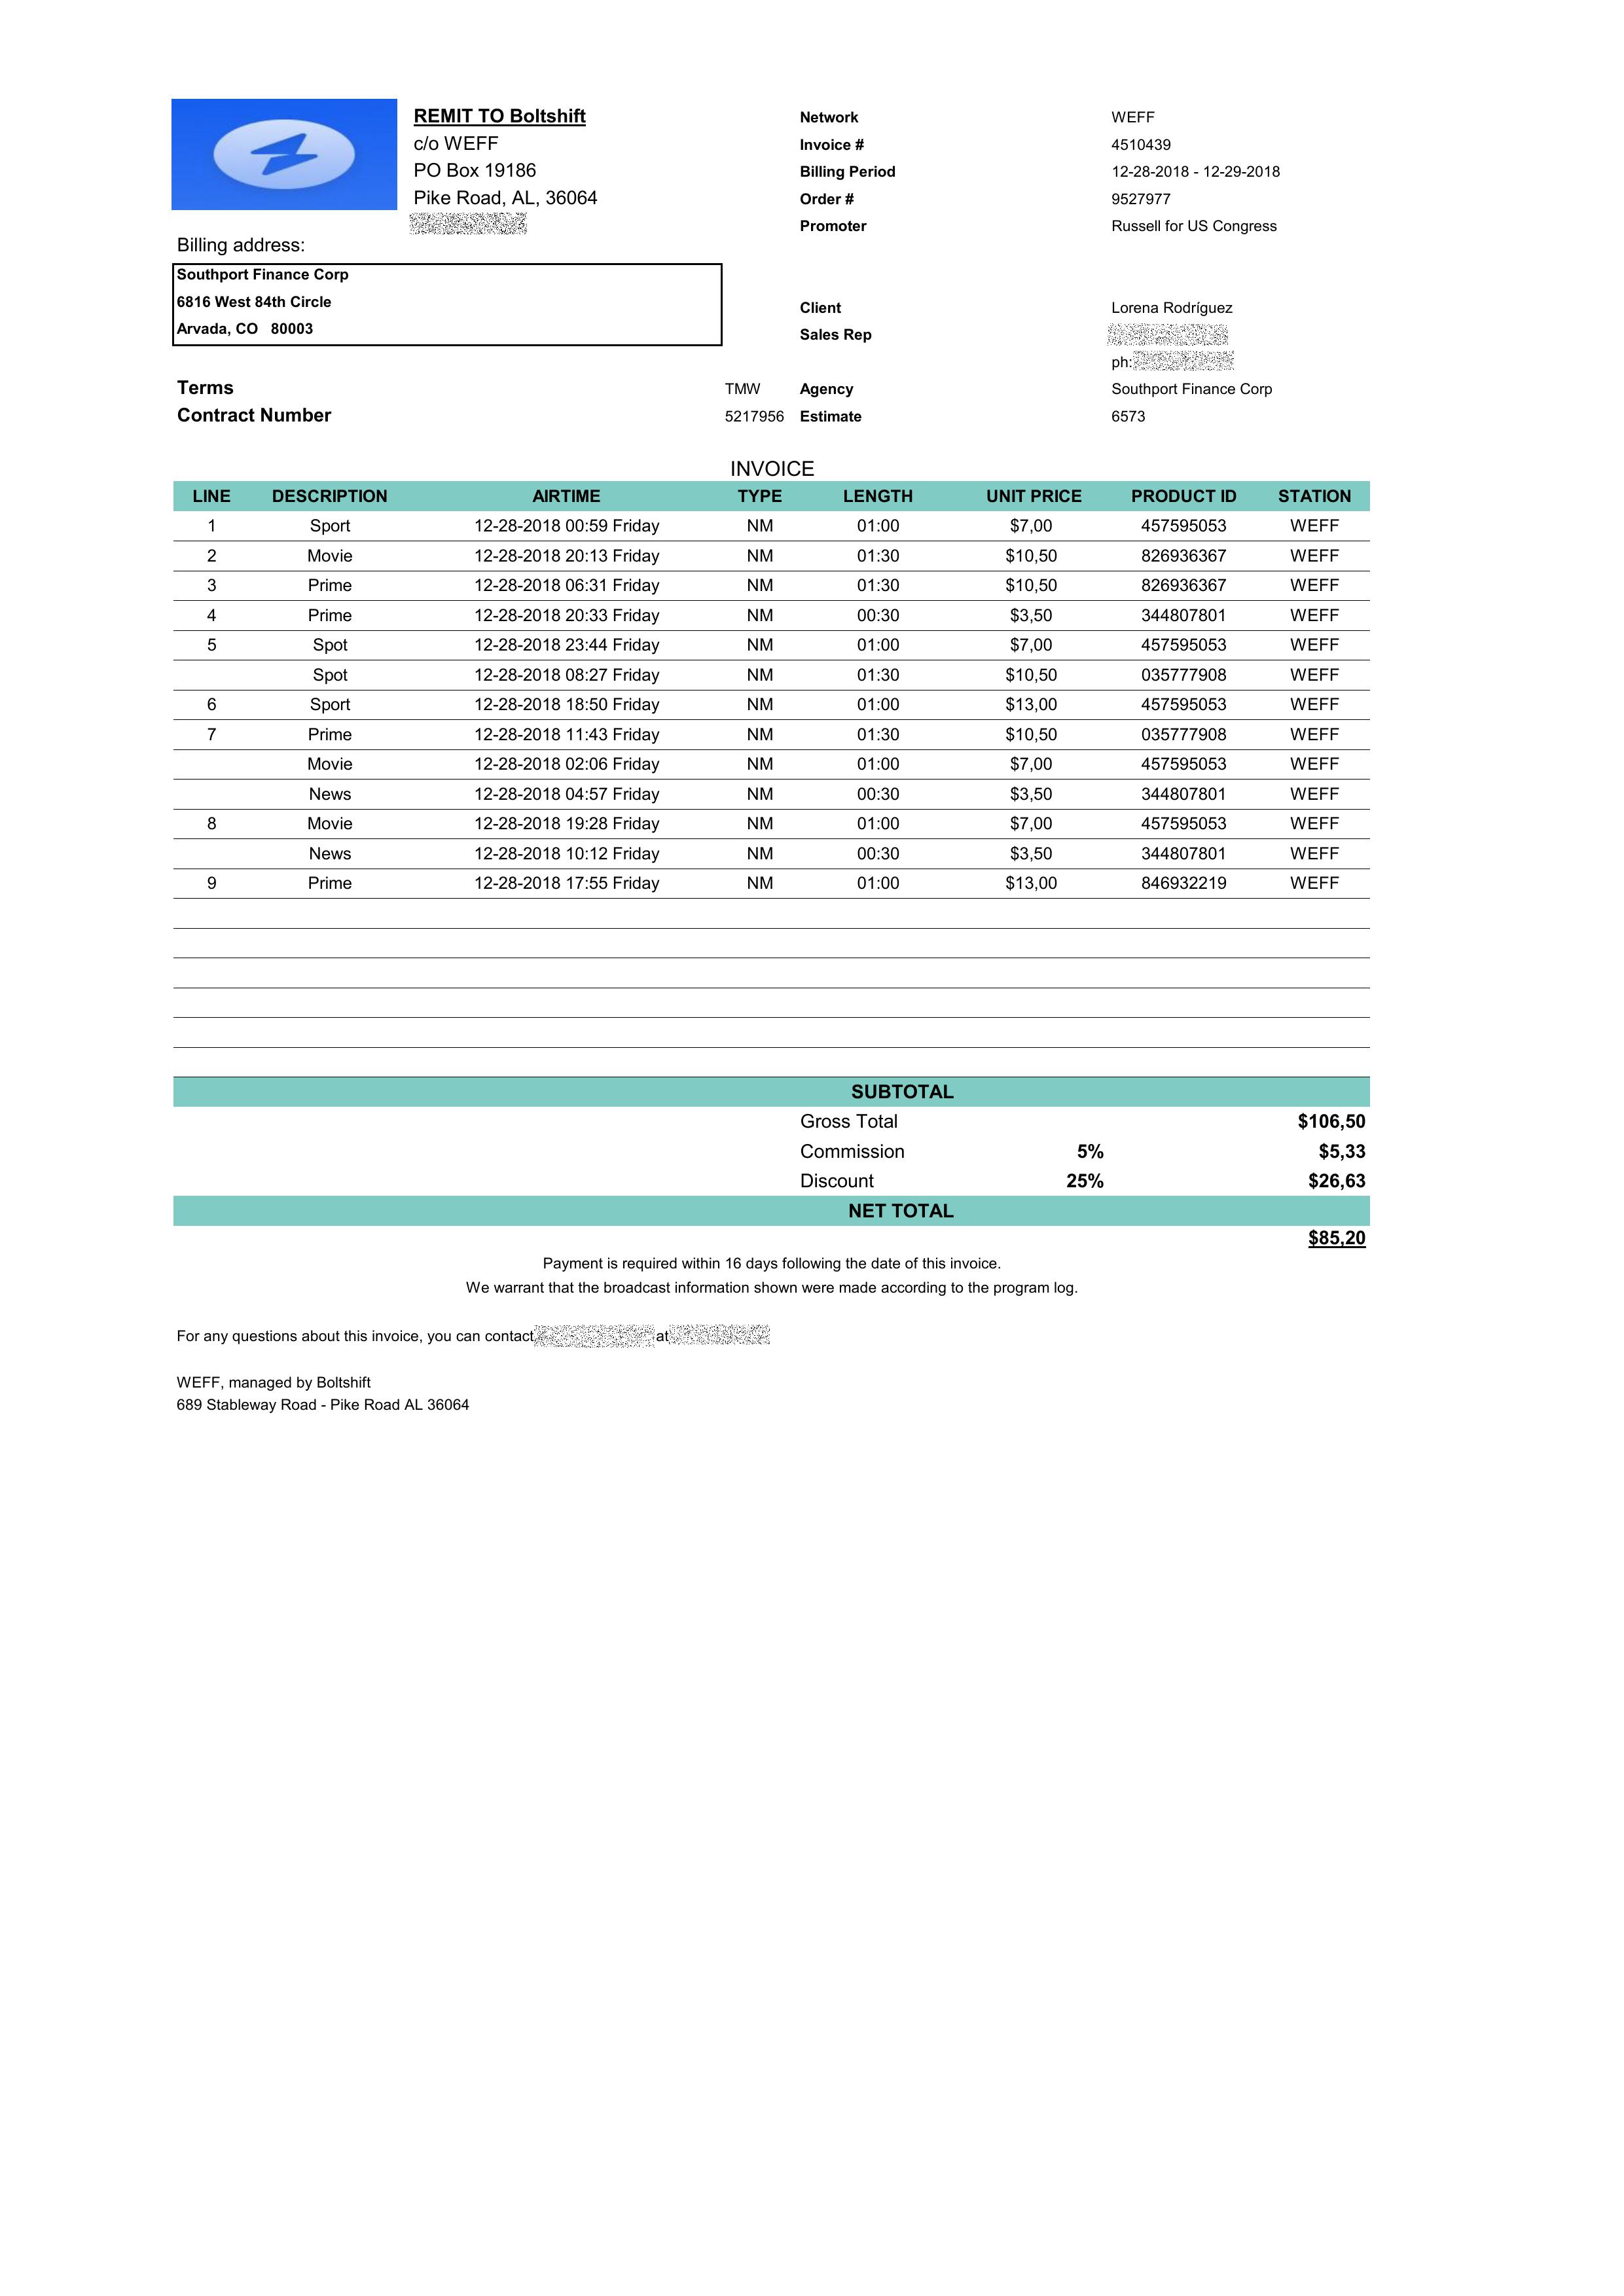 REMIT TO Boltshift
c/o WEFF
PO Box 19186
Pike Road, AL, 36064
Network WEFF
Invoice # 4510439
Billing Period 12-28-2018 - 12-29-2018
Order # 9527977
Promoter Russell for US Congress
Billing address:
Southport Finance Corp
6816 West 84th Circle
Arvada, CO 80003
Client Lorena Rodríguez
Sales Rep
ph:
Terms TMW Agency Southport Finance Corp
Contract Number 5217956 Estimate 6573
INVOICE
LINE DESCRIPTION AIRTIME TYPE LENGTH UNIT PRICE PRODUCT ID STATION
1 Sport 12-28-2018 00:59 Friday NM 01:00 $7,00 457595053 WEFF
2 Movie 12-28-2018 20:13 Friday NM 01:30 $10,50 826936367 WEFF
3 Prime 12-28-2018 06:31 Friday NM 01:30 $10,50 826936367 WEFF
4 Prime 12-28-2018 20:33 Friday NM 00:30 $3,50 344807801 WEFF
5 Spot 12-28-2018 23:44 Friday NM 01:00 $7,00 457595053 WEFF
Spot 12-28-2018 08:27 Friday NM 01:30 $10,50 035777908 WEFF
6 Sport 12-28-2018 18:50 Friday NM 01:00 $13,00 457595053 WEFF
7 Prime 12-28-2018 11:43 Friday NM 01:30 $10,50 035777908 WEFF
Movie 12-28-2018 02:06 Friday NM 01:00 $7,00 457595053 WEFF
News 12-28-2018 04:57 Friday NM 00:30 $3,50 344807801 WEFF
8 Movie 12-28-2018 19:28 Friday NM 01:00 $7,00 457595053 WEFF
News 12-28-2018 10:12 Friday NM 00:30 $3,50 344807801 WEFF
9 Prime 12-28-2018 17:55 Friday NM 01:00 $13,00 846932219 WEFF
SUBTOTAL
Gross Total $106,50
Commission 5% $5,33
Discount 25% $26,63
NET TOTAL
$85,20
Payment is required within 16 days following the date of this invoice.
We warrant that the broadcast information shown were made according to the program log.
For any questions about this invoice, you can contact at
WEFF, managed by Boltshift
689 Stableway Road - Pike Road AL 36064